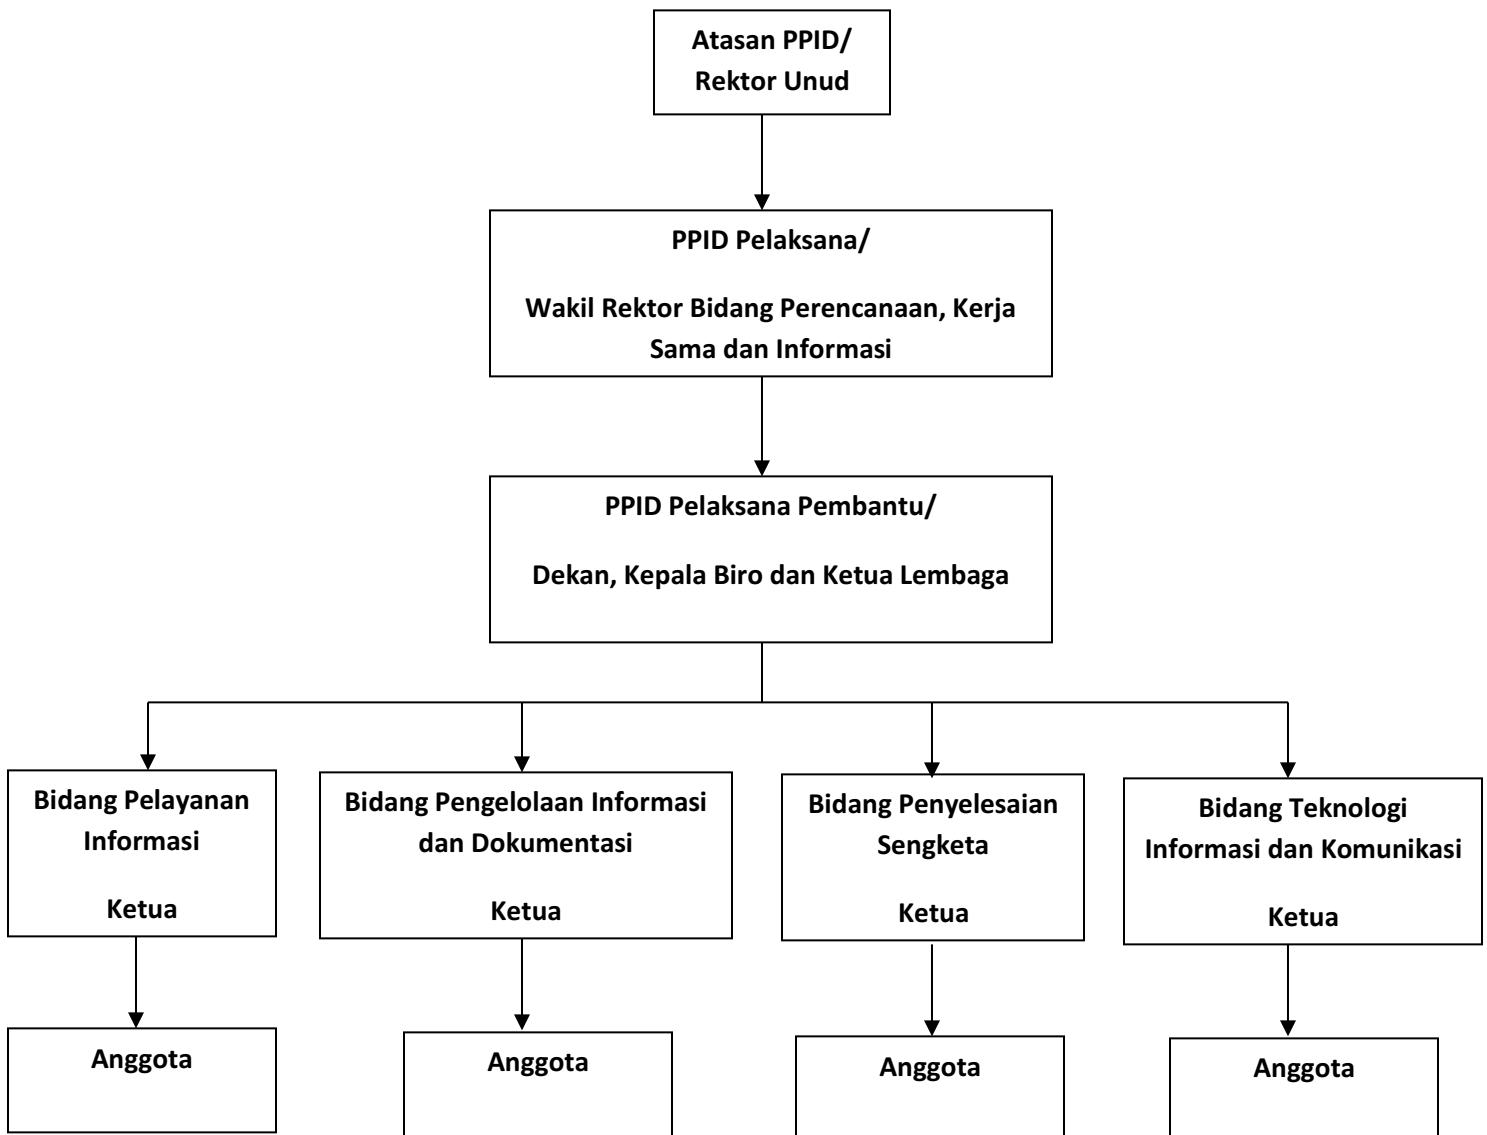 Atasan PPID/
Rektor Unud
PPID Pelaksana/
Wakil Rektor Bidang Perencanaan, Kerja
Sama dan Informasi
PPID Pelaksana Pembantu/
Dekan, Kepala Biro dan Ketua Lembaga
Bidang Pelayanan
Informasi
Ketua
Bidang Pengelolaan Informasi
dan Dokumentasi
Ketua
Bidang Penyelesaian
Sengketa
Ketua
Bidang Teknologi
Informasi dan Komunikasi
Ketua
Anggota
Anggota
Anggota
Anggota